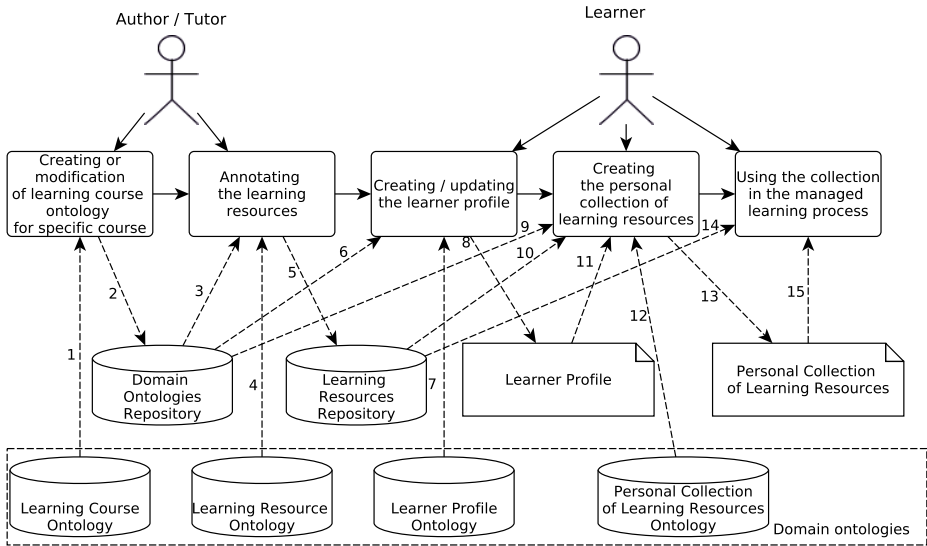 Author / Tutor
Learner
Creating or
modification
of learning course
ontology
for specific course
Annotating
the learning
resources
Creating / updating
the learner profile
Creating
the personal
collection of
learning resources
Using the collection
in the managed
learning process
1
2
3
4
5
6
7
8
9
10
11
12
13
14
15
Domain
Ontologies
Repository
Learning
Resources
Repository
Learner Profile
Personal Collection
of Learning Resources
Learning Course
Ontology
Learning Resource
Ontology
Learner Profile
Ontology
Personal Collection
of Learning Resources
Ontology
Domain ontologies